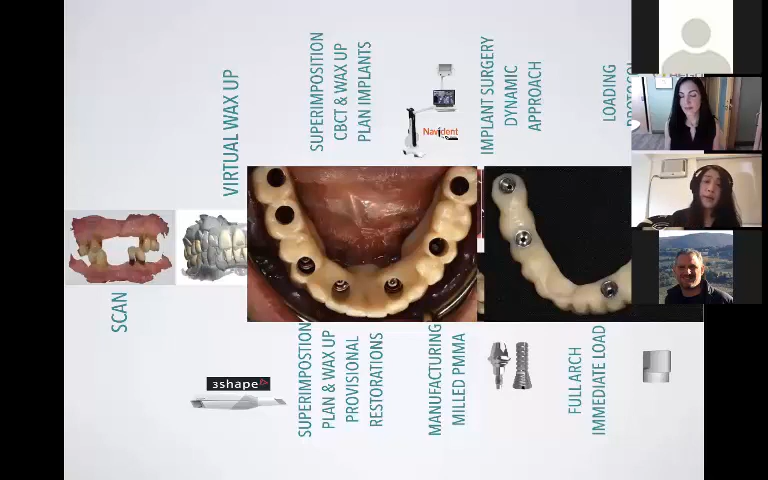 SCAN
VIRTUAL WAX UP
SUPERIMPOSITION
CBCT & WAX UP
PLAN IMPLANTS
Navident
IMPLANT SURGERY
DYNAMIC
APPROACH
LOADING
3shape
SUPERIMPOSTION
PLAN & WAX UP
PROVISIONAL
RESTORATIONS
MANUFACTURING
MILLED PMMA
FULL ARCH
IMMEDIATE LOAD